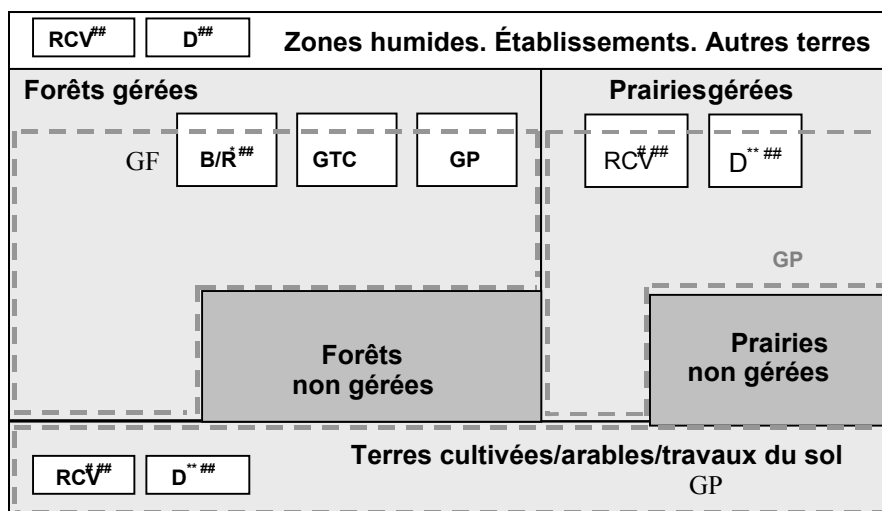 RCV## D## Zones humides. Établissements. Autres terres
Forêts gérées
Prairiesgérées
GF B/R* ## GTC GP
RCV# ## D** ##
GP
Forêts
non gérées
Prairies
non gérées
Terres cultivées/arables/travaux du sol
RCV# ## D** ##
GP